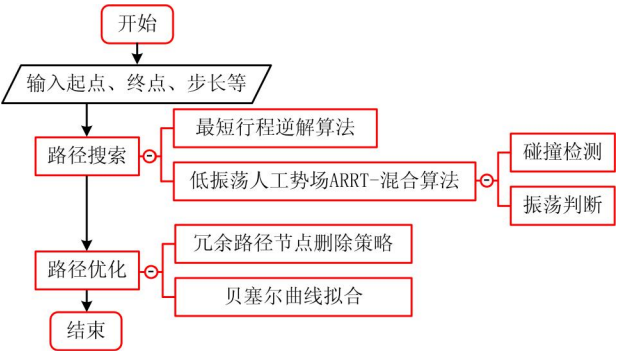 开始
输入起点、终点、步长等
路径搜索
最短行程逆解算法
低振荡人工势场ARRT-混合算法
碰撞检测
振荡判断
路径优化
冗余路径节点删除策略
贝塞尔曲线拟合
结束